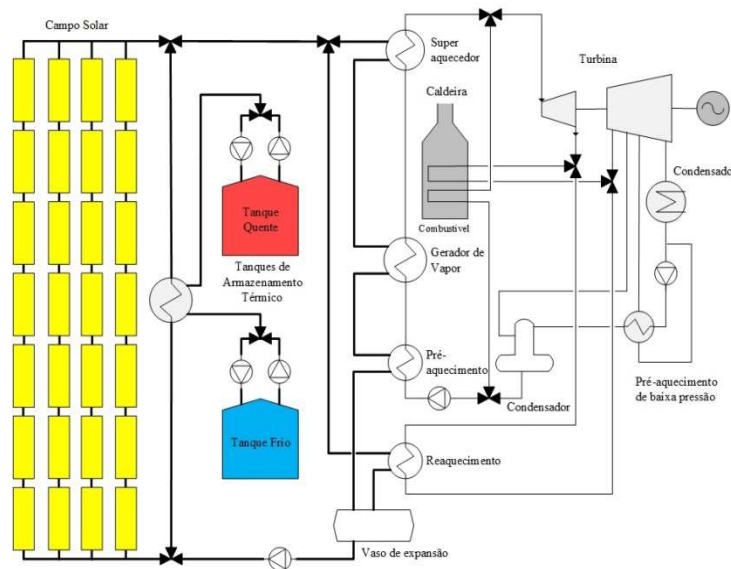 Campo Solar
Super
aquecedor
Turbina
Caldeira
Condensador
Tanque
Quente
Combustivel
Gerador de
Vapor
Tanques de
Armazenamento
Térmico
Pré-
aquecimento
Condensador
Pré-aquecimento
de baixa pressão
Tanque Frio
Reaquecimento
Vaso de expansão